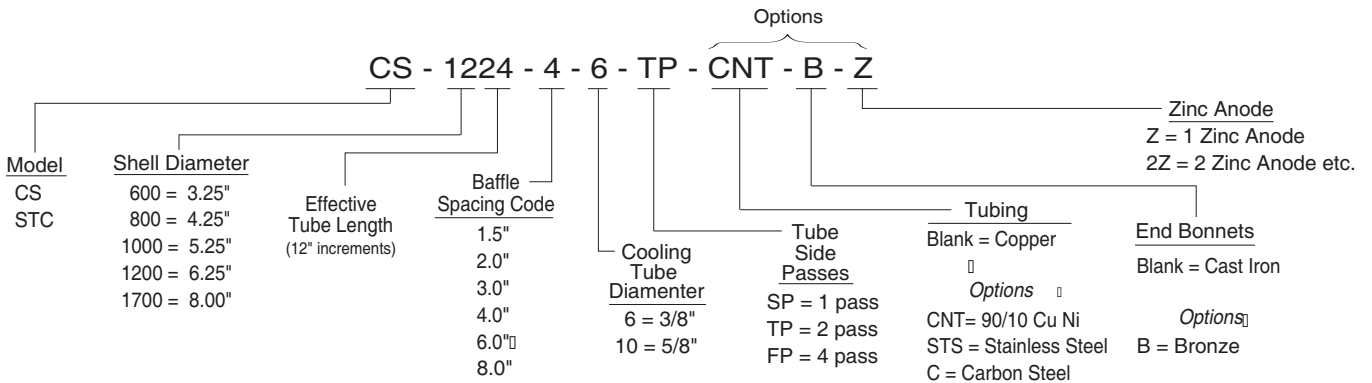 Options
CS - 1224 - 4 - 6 - TP - CNT - B - Z
Model
CS
STC
Shell Diameter
600 = 3.25"
800 = 4.25"
1000 = 5.25"
1200 = 6.25"
1700 = 8.00"
Effective
Tube Length
(12" increments)
Baffle
Spacing Code
1.5"
2.0"
3.0"
4.0"
6.0"▯
8.0"
Cooling
Tube
Diamenter
6 = 3/8"
10 = 5/8"
Tube
Side
Passes
SP = 1 pass
TP = 2 pass
FP = 4 pass
Tubing
Blank = Copper
▯
Options ▯
CNT= 90/10 Cu Ni
STS = Stainless Steel
C = Carbon Steel
End Bonnets
Blank = Cast Iron
Options▯
B = Bronze
Zinc Anode
Z = 1 Zinc Anode
2Z = 2 Zinc Anode etc.